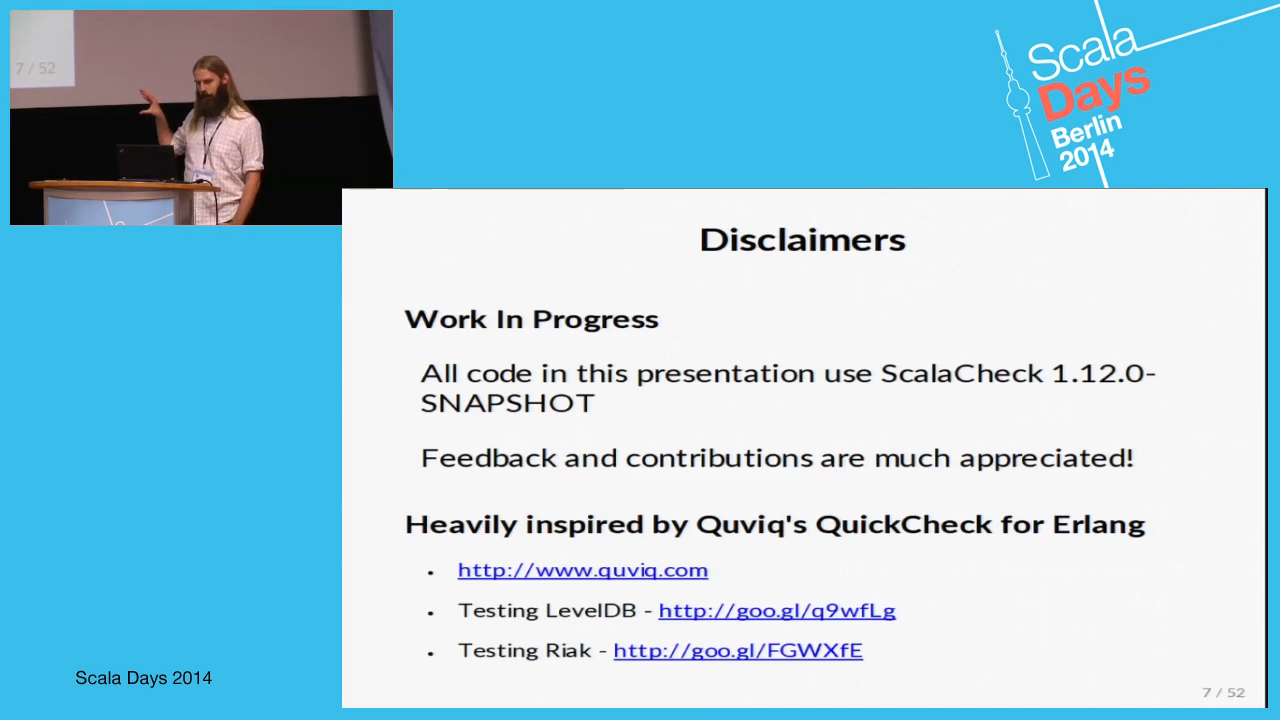 7 / 52
Scala
Days
Berlin
2014
Disclaimers
Work In Progress
All code in this presentation use ScalaCheck 1.12.0-
SNAPSHOT
Feedback and contributions are much appreciated!
Heavily inspired by Quviq's QuickCheck for Erlang
• http://www.quviq.com
• Testing LevelDB - http://goo.gl/q9wfLg
• Testing Riak - http://goo.gl/FGWXfE
7 / 52
Scala Days 2014